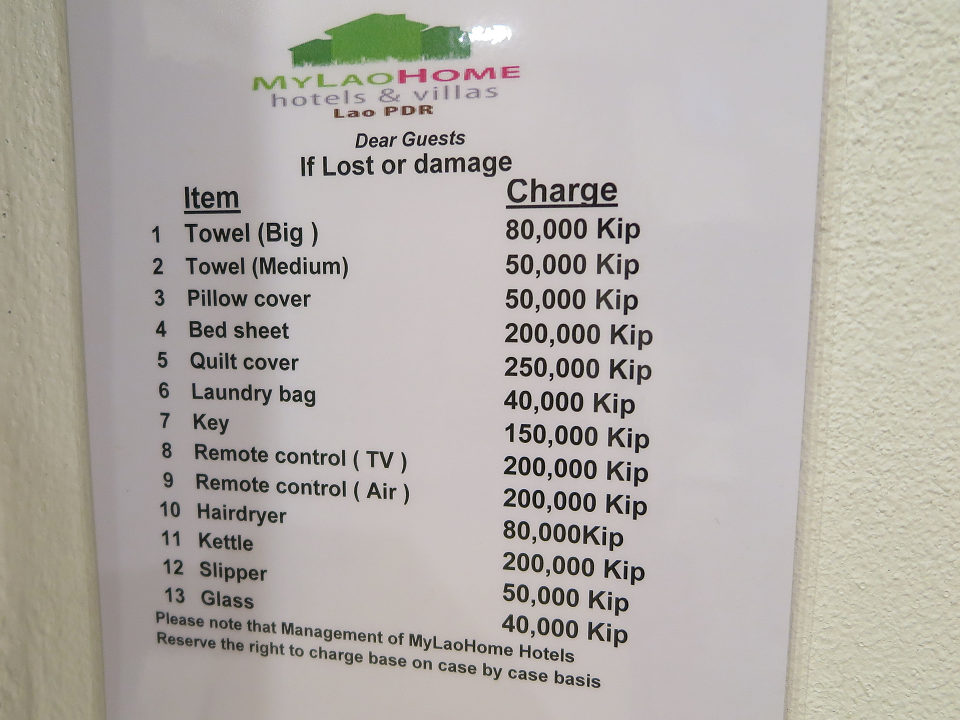 MYLAOHOME
hotels & villas
Lao PDR
Dear Guests
If Lost or damage
Item Charge
1 Towel (Big ) 80,000 Kip
2 Towel (Medium) 50,000 Kip
3 Pillow cover 50,000 Kip
4 Bed sheet 200,000 Kip
5 Quilt cover 250,000 Kip
6 Laundry bag 40,000 Kip
7 Key 150,000 Kip
8 Remote control ( TV ) 200,000 Kip
9 Remote control ( Air ) 200,000 Kip
10 Hairdryer 80,000Kip
11 Kettle 200,000 Kip
12 Slipper 50,000 Kip
13 Glass 40,000 Kip
Please note that Management of MyLaoHome Hotels
Reserve the right to charge base on case by case basis